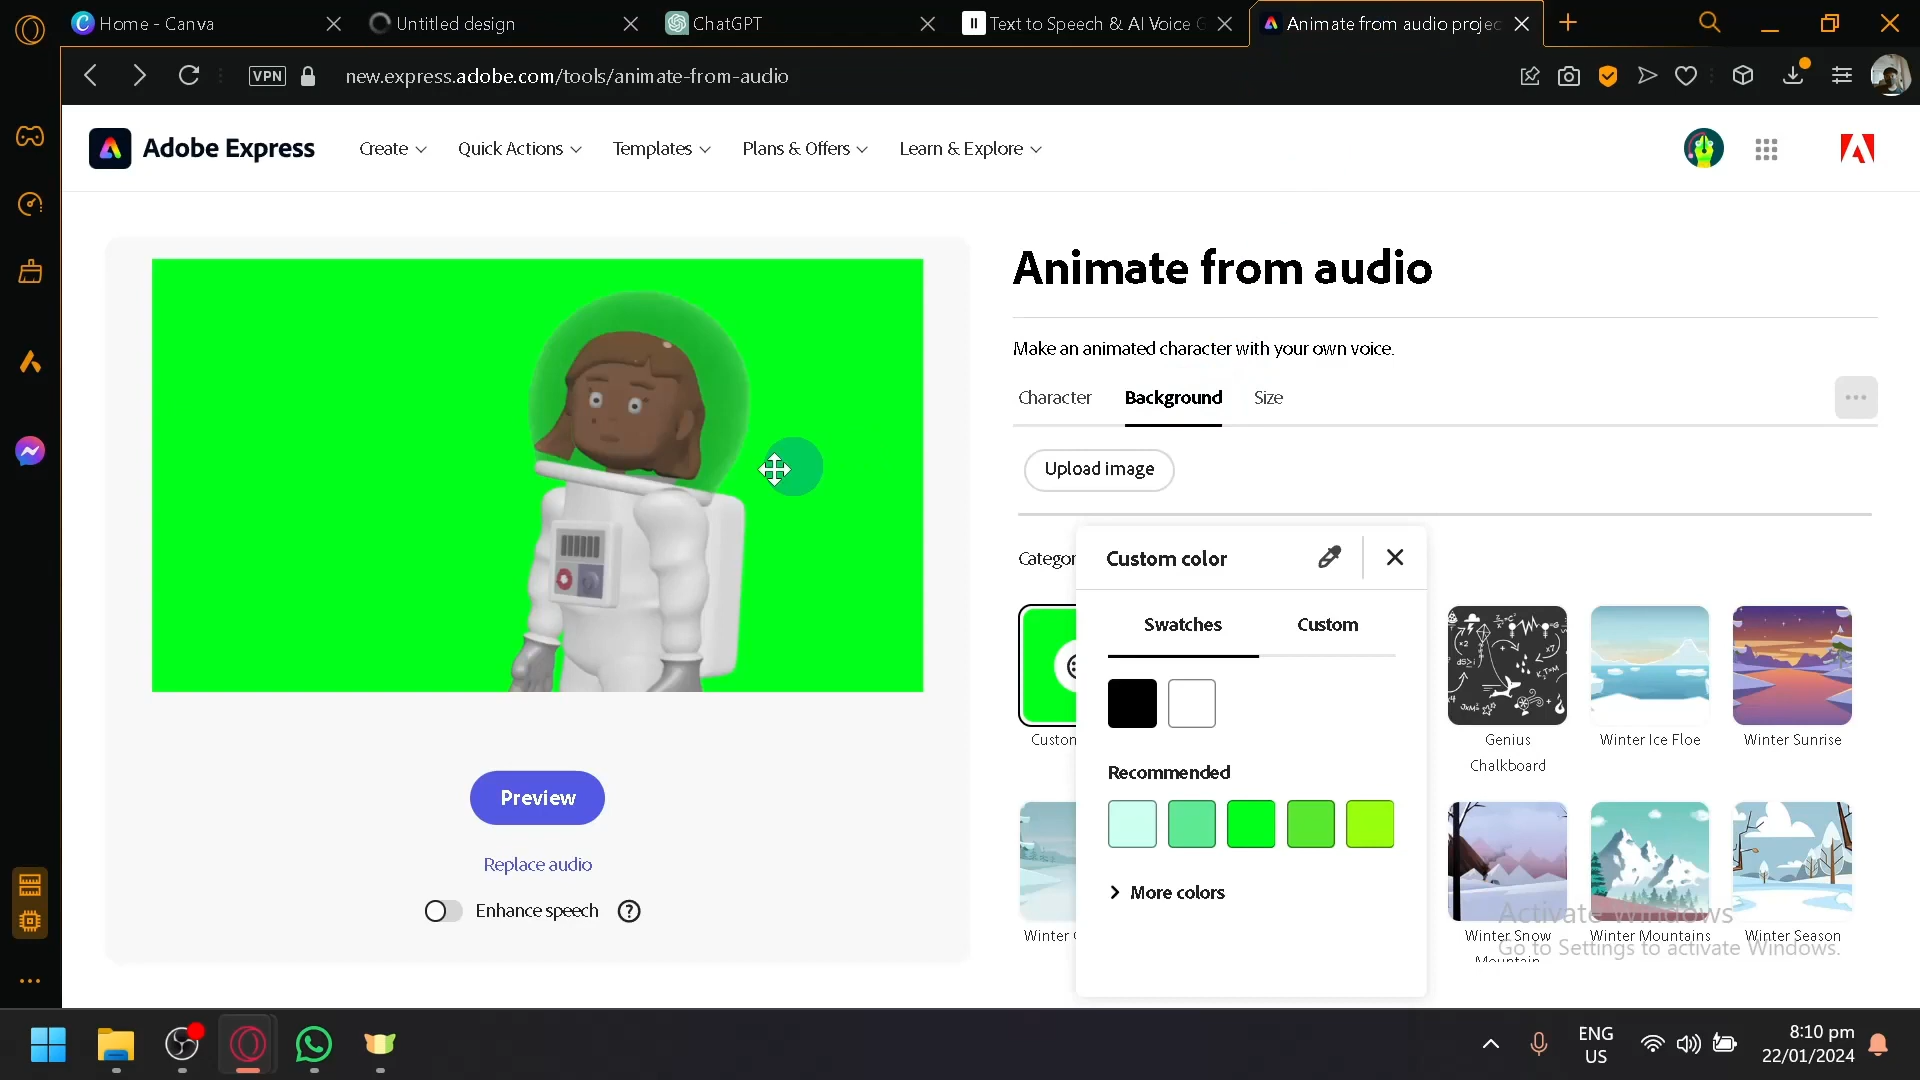 Home - Canva
Untitled design
ChatGPT
Text to Speech & AI Voice G
Animate from audio projec
VPN
new.express.adobe.com/tools/animate-from-audio
Adobe Express
Create
Quick Actions
Templates
Plans & Offers
Learn & Explore
Animate from audio
Make an animated character with your own voice.
Character
Background
Size
Upload image
Categor
Custom color
Swatches
Custom
Custon
Genius
Chalkboard
Winter Ice Floe
Winter Sunrise
Recommended
Preview
Replace audio
More colors
Enhance speech
Winter
Winter Snow
Mountain
Winter Mountains
Winter Season
Activate Windows
Go to Settings to activate Windows.
ENG
US
8:10 pm
22/01/2024